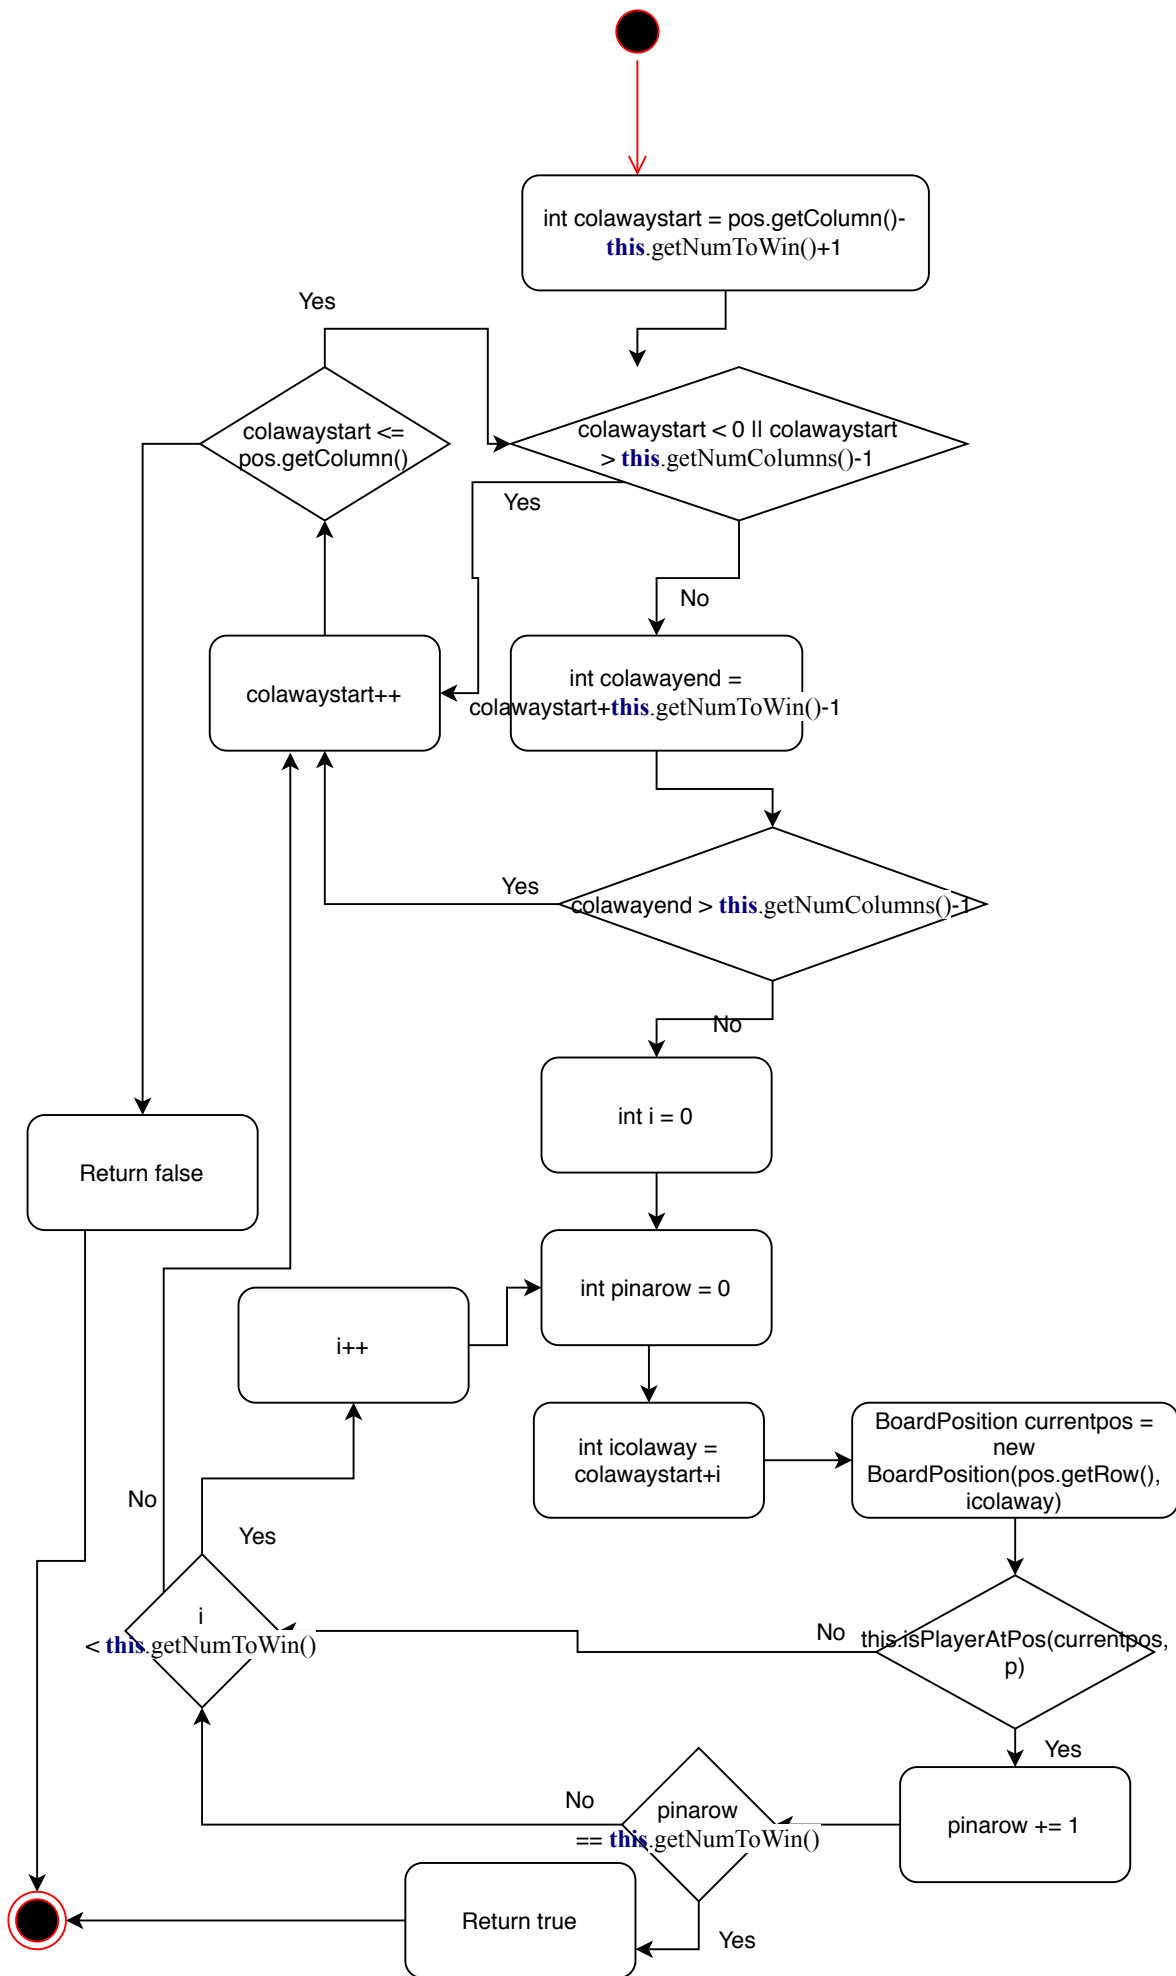 int colawaystart = pos.getColumn()-
this.getNumToWin()+1
Yes
colawaystart <=
pos.getColumn()
colawaystart < 0 || colawaystart
> this.getNumColumns()-1
Yes
No
colawaystart++
int colawayend =
colawaystart+this.getNumToWin()-1
Yes
colawayend > this.getNumColumns()-1
No
int i = 0
Return false
int pinarow = 0
i++
int icolaway =
colawaystart+i
BoardPosition currentpos =
new
BoardPosition(pos.getRow(),
icolaway)
No
Yes
i
< this.getNumToWin()
No
this.isPlayerAtPos(currentpos,
p)
Yes
No
pinarow
== this.getNumToWin()
pinarow += 1
Return true
Yes